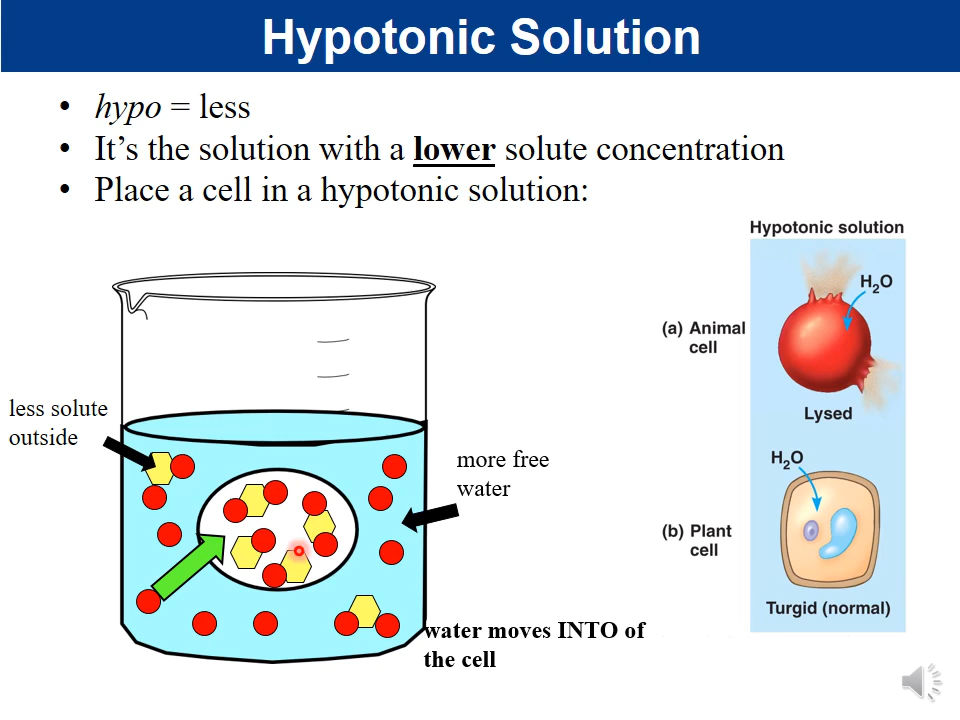 Hypotonic Solution
• hypo = less
• It's the solution with a lower solute concentration
• Place a cell in a hypotonic solution:
less solute
outside
more free
water
water moves INTO of
the cell
Hypotonic solution
H₂O
(a) Animal
cell
Lysed
H₂O
(b) Plant
cell
Turgid (normal)